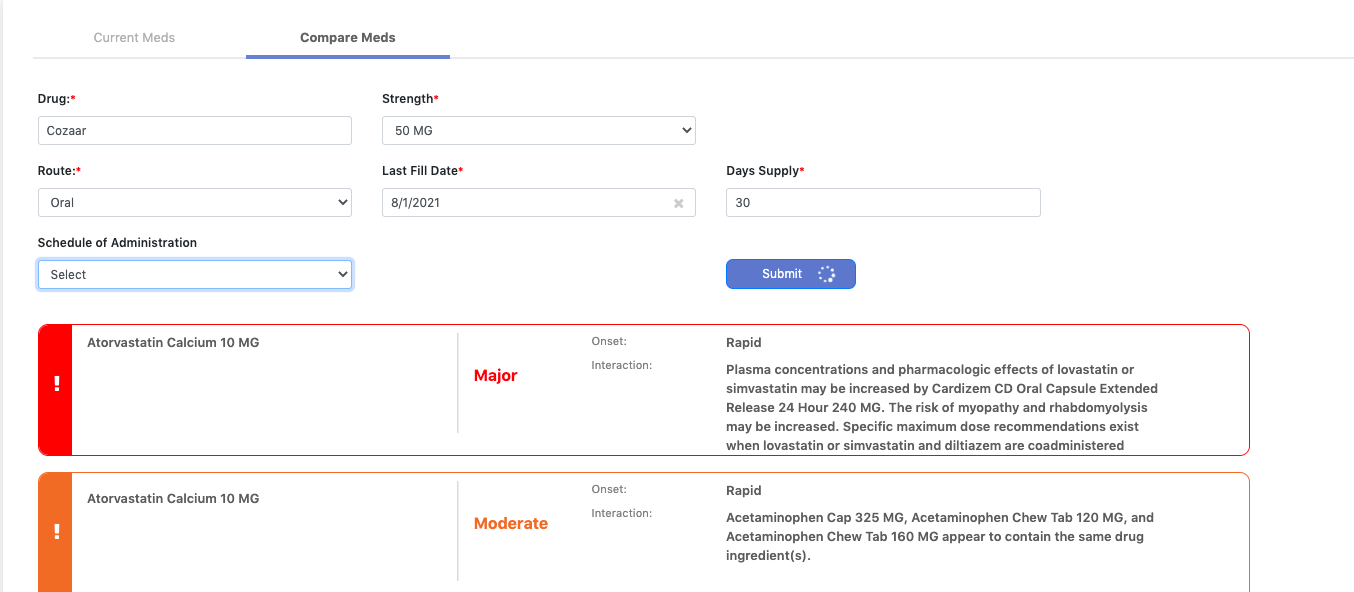 Current Meds
Compare Meds
Drug:*
Strength*
Cozaar
50 MG
Route:*
Last Fill Date*
Days Supply*
Oral
8/1/2021
30
Schedule of Administration
Select
Submit
!
Atorvastatin Calcium 10 MG
Major
Onset:
Rapid
Interaction:
Plasma concentrations and pharmacologic effects of lovastatin or
simvastatin may be increased by Cardizem CD Oral Capsule Extended
Release 24 Hour 240 MG. The risk of myopathy and rhabdomyolysis
may be increased. Specific maximum dose recommendations exist
when lovastatin or simvastatin and diltiazem are coadministered
!
Atorvastatin Calcium 10 MG
Moderate
Onset:
Rapid
Interaction:
Acetaminophen Cap 325 MG, Acetaminophen Chew Tab 120 MG, and
Acetaminophen Chew Tab 160 MG appear to contain the same drug
ingredient(s).